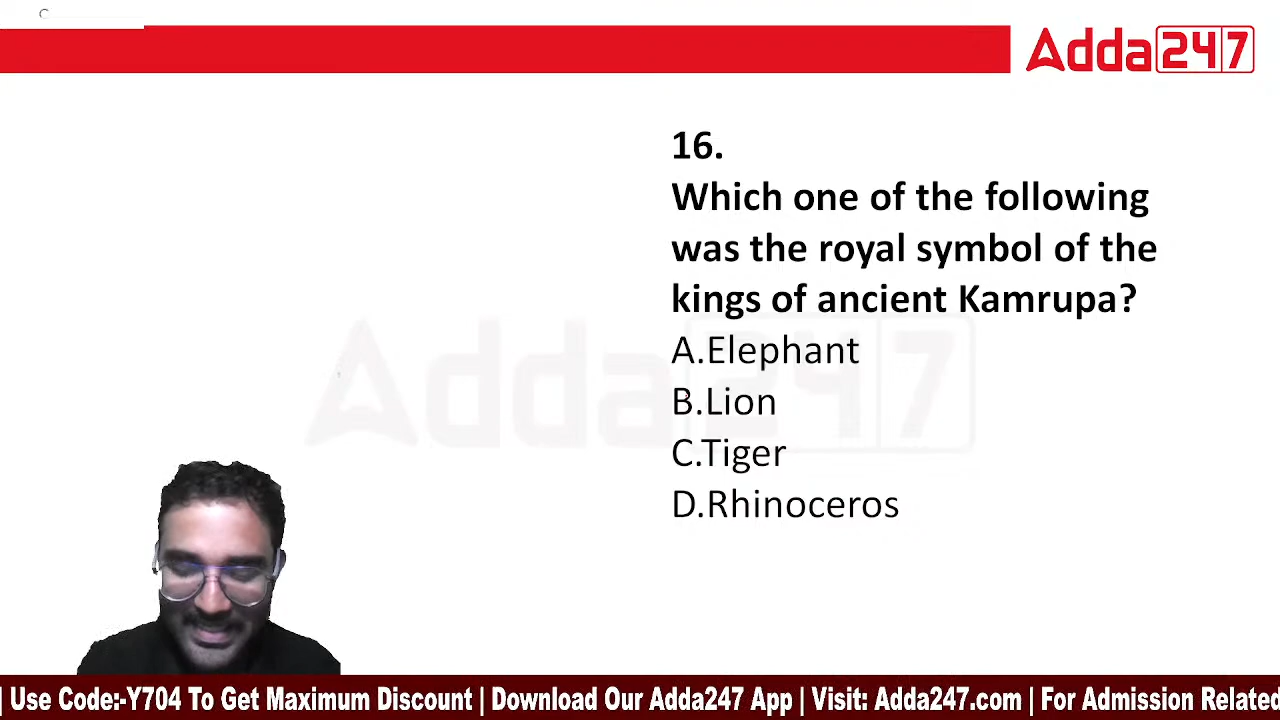 Adda247
16.
Which one of the following
was the royal symbol of the
kings of ancient Kamrupa?
A.Elephant
B.Lion
C.Tiger
D.Rhinoceros
Adda247
| Use Code:-Y704 To Get Maximum Discount | Download Our Adda247 App | Visit: Adda247.com | For Admission Related